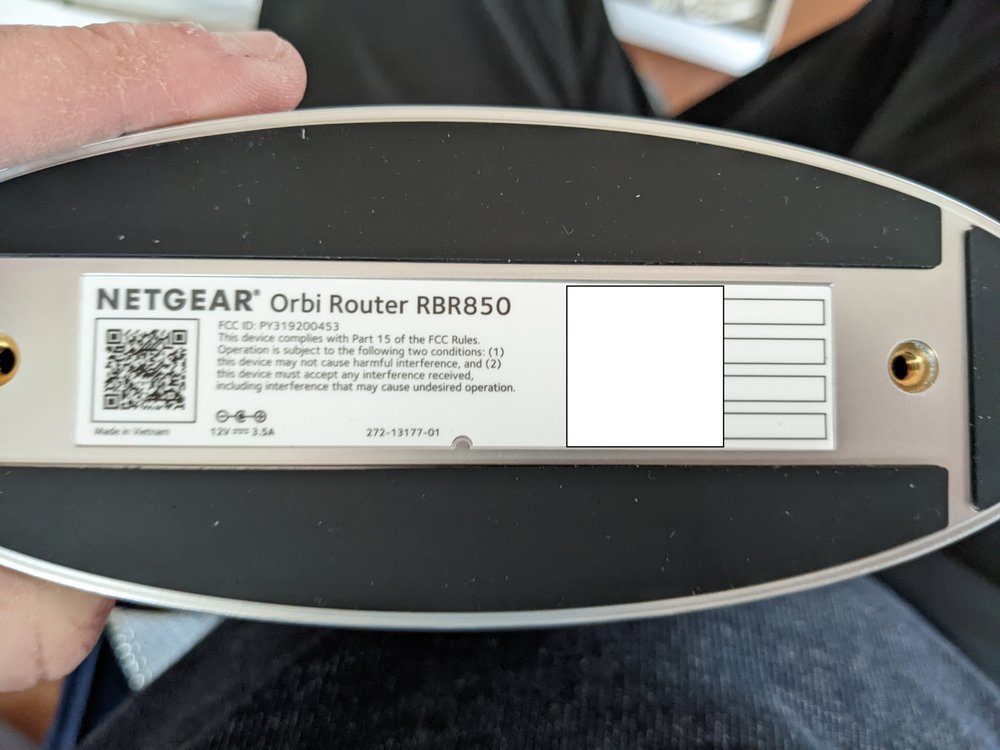 NETGEAR® Orbi Router RBR850
FCC ID: PY319200453
This device complies with Part 15 of the FCC Rules.
Operation is subject to the following two conditions: (1)
this device may not cause harmful interference, and (2)
this device must accept any interference received,
including interference that may cause undesired operation.
Made in Vietnam
12V⎓3.5A
272-13177-01